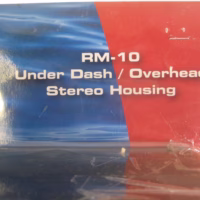 RM-10
Under Dash / Overhead
Stereo Housing